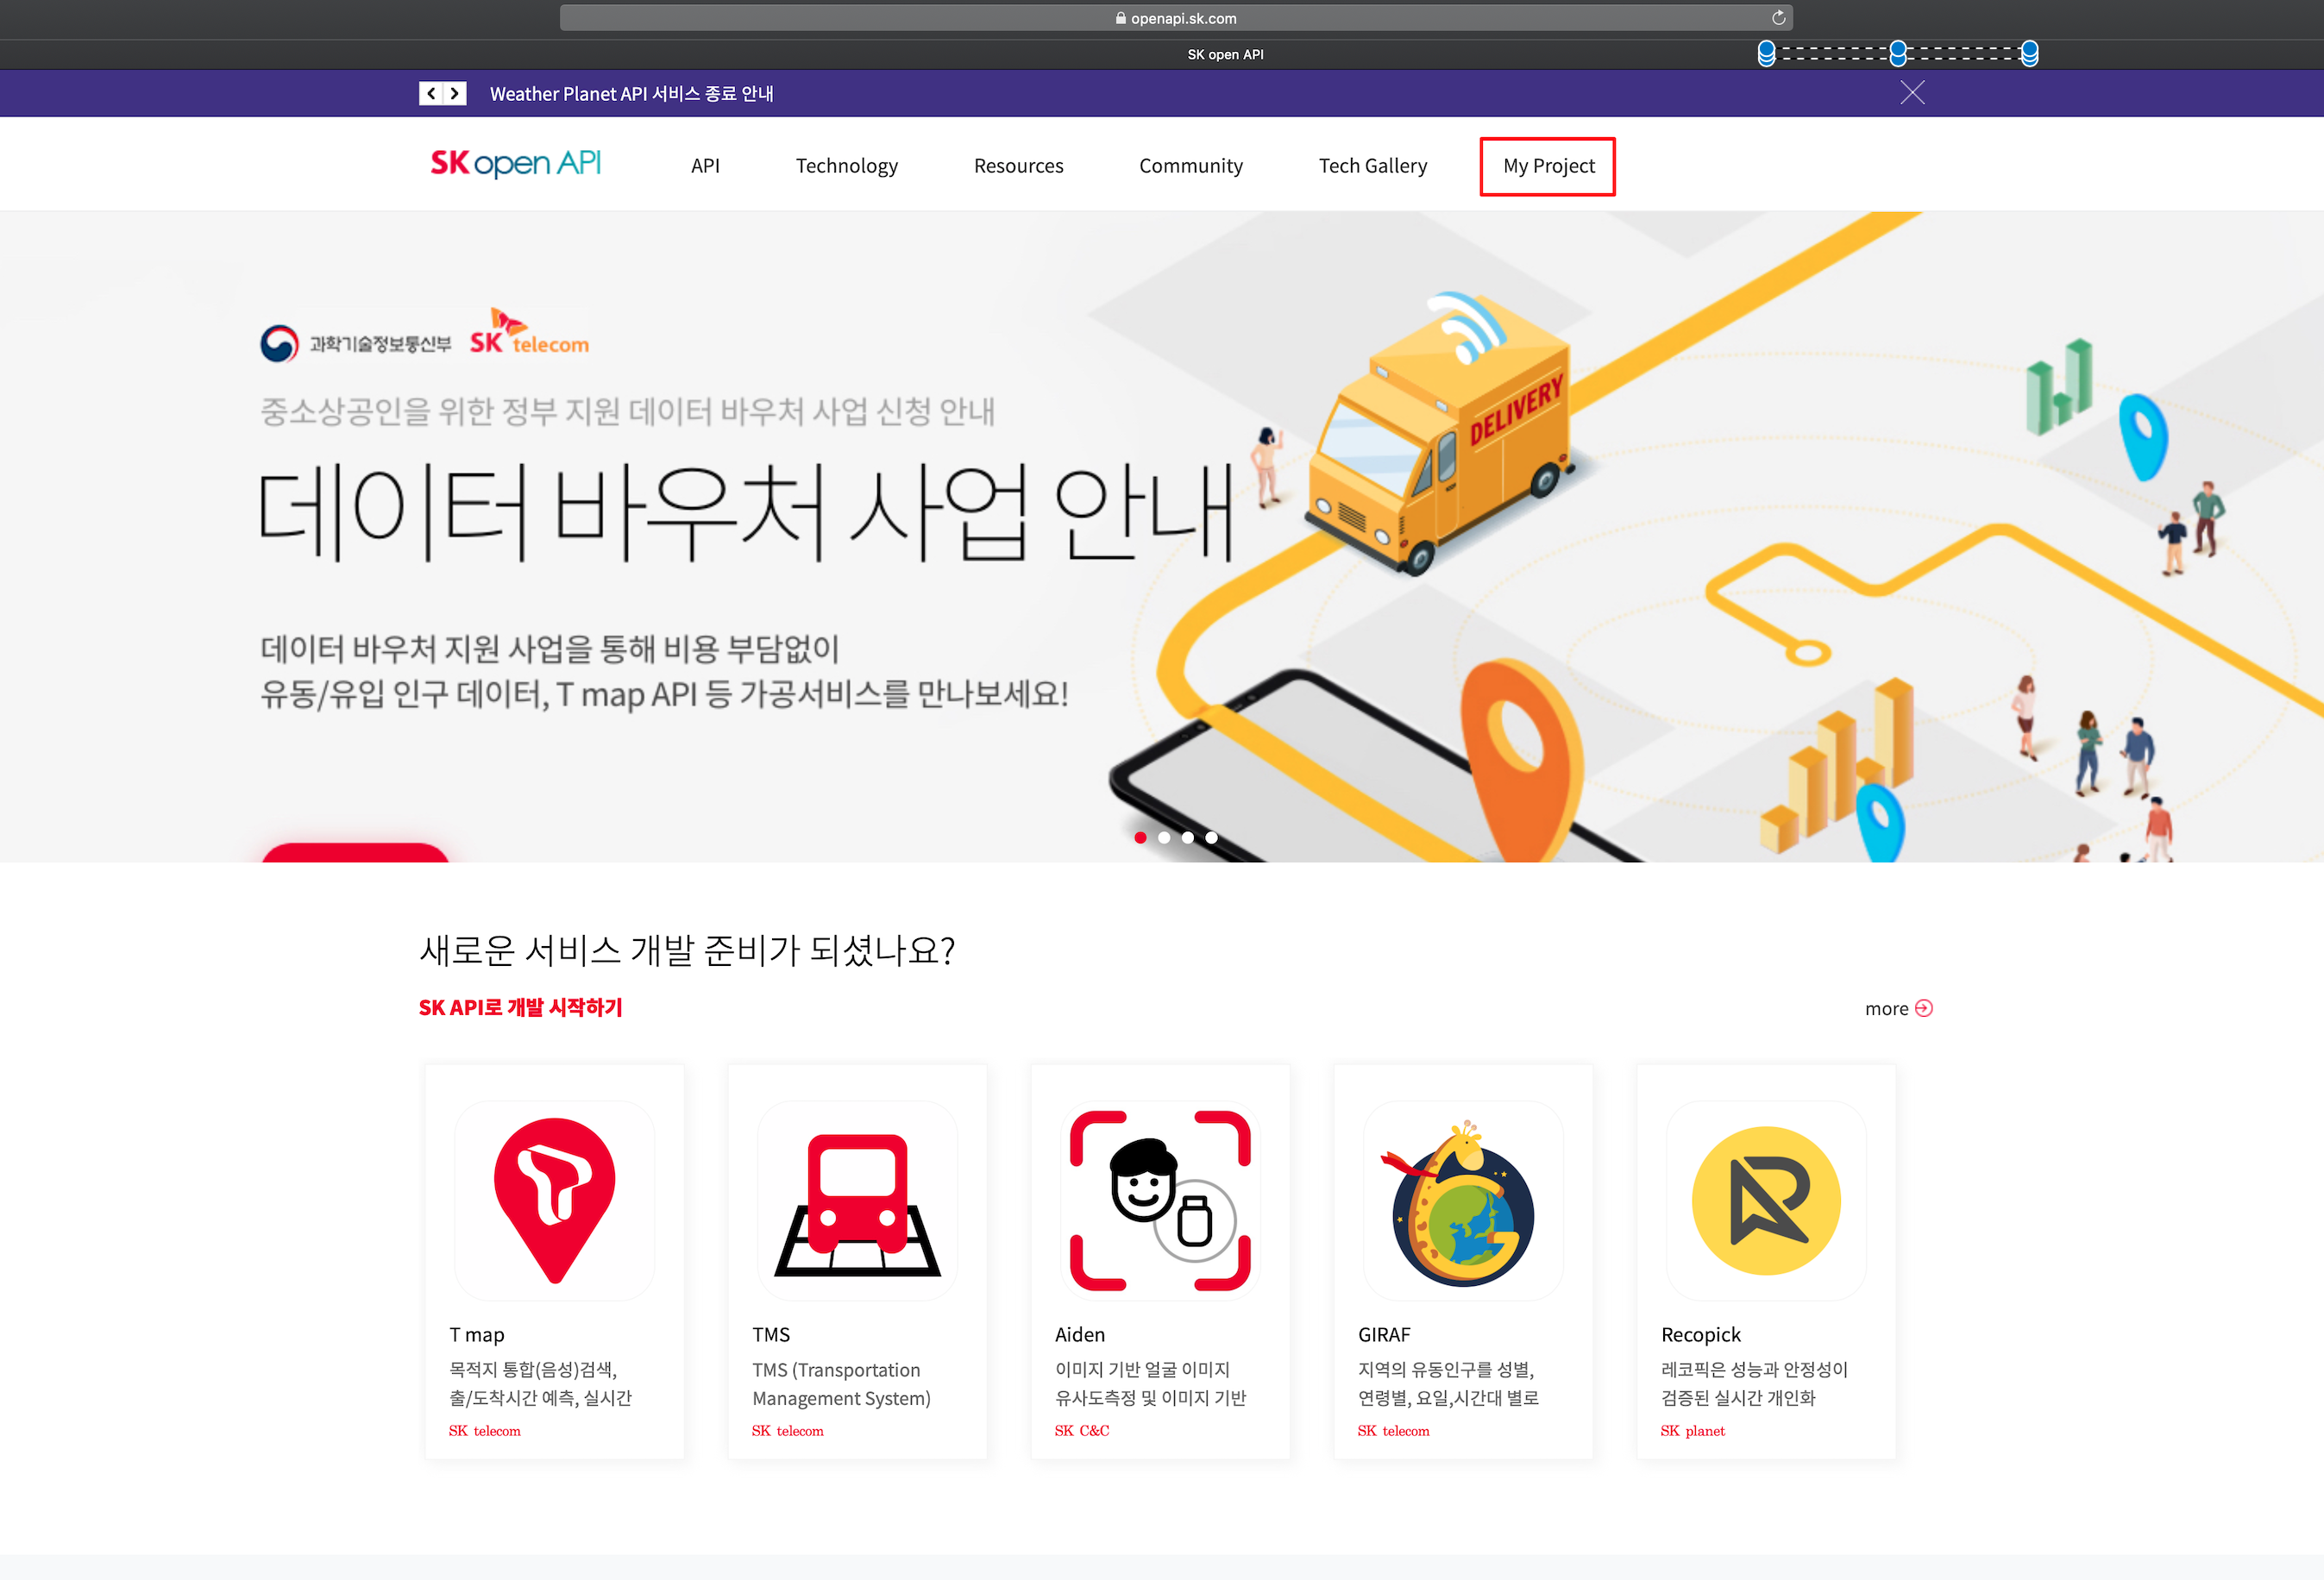 openapi.sk.com
SK open API
Weather Planet API 서비스 종료 안내
SK open API
API
Technology
Resources
Community
Tech Gallery
My Project
과학기술정보통신부
SK telecom
중소상공인을 위한 정부 지원 데이터 바우처 사업 신청 안내
데이터 바우처 사업 안내
데이터 바우처 지원 사업을 통해 비용 부담없이
유동/유입 인구 데이터, T map API 등 가공서비스를 만나보세요!
DELIVERY
새로운 서비스 개발 준비가 되셨나요?
SK API로 개발 시작하기
more
T map
목적지 통합(음성)검색,
출/도착시간 예측, 실시간
SK telecom
TMS
TMS (Transportation
Management System)
SK telecom
Aiden
이미지 기반 얼굴 이미지
유사도측정 및 이미지 기반
SK C&C
GIRAF
지역의 유동인구를 성별,
연령별, 요일,시간대 별로
SK telecom
Recopick
레코픽은 성능과 안정성이
검증된 실시간 개인화
SK planet